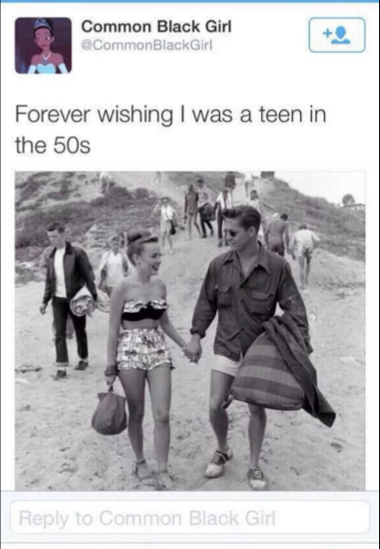 Common Black Girl
@CommonBlackGirl
Forever wishing I was a teen in
the 50s
Reply to Common Black Girl